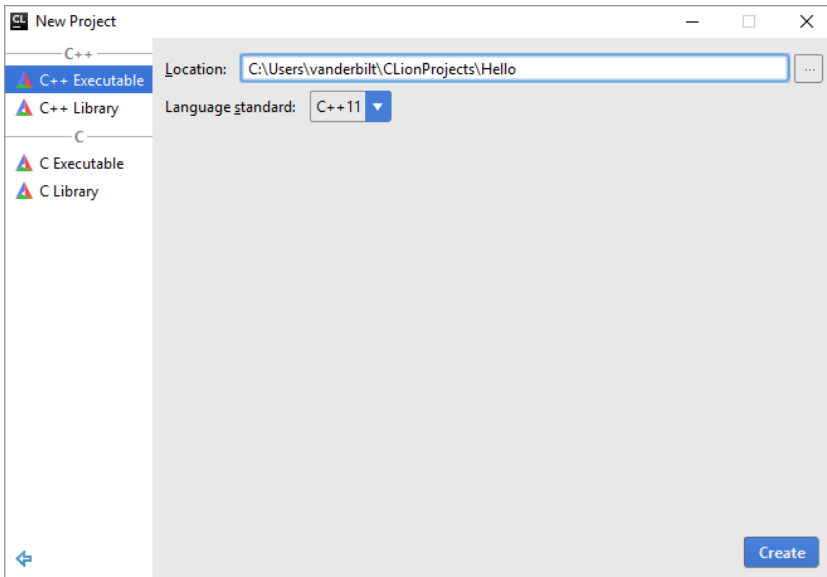 CL New Project
C++
C++ Executable
C++ Library
C
C Executable
C Library
Location: C:\Users\vanderbilt\CLionProjects\Hello ...
Language standard: C++11
Create